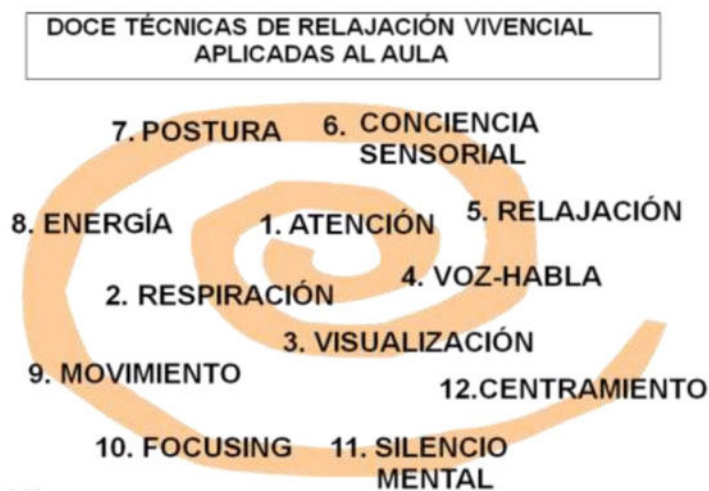 DOCE TÉCNICAS DE RELAJACIÓN VIVENCIAL
APLICADAS AL AULA
1. ATENCIÓN
2. RESPIRACIÓN
3. VISUALIZACIÓN
4. VOZ-HABLA
5. RELAJACIÓN
6. CONCIENCIA
SENSORIAL
7. POSTURA
8. ENERGÍA
9. MOVIMIENTO
10. FOCUSING
11. SILENCIO
MENTAL
12.CENTRAMIENTO